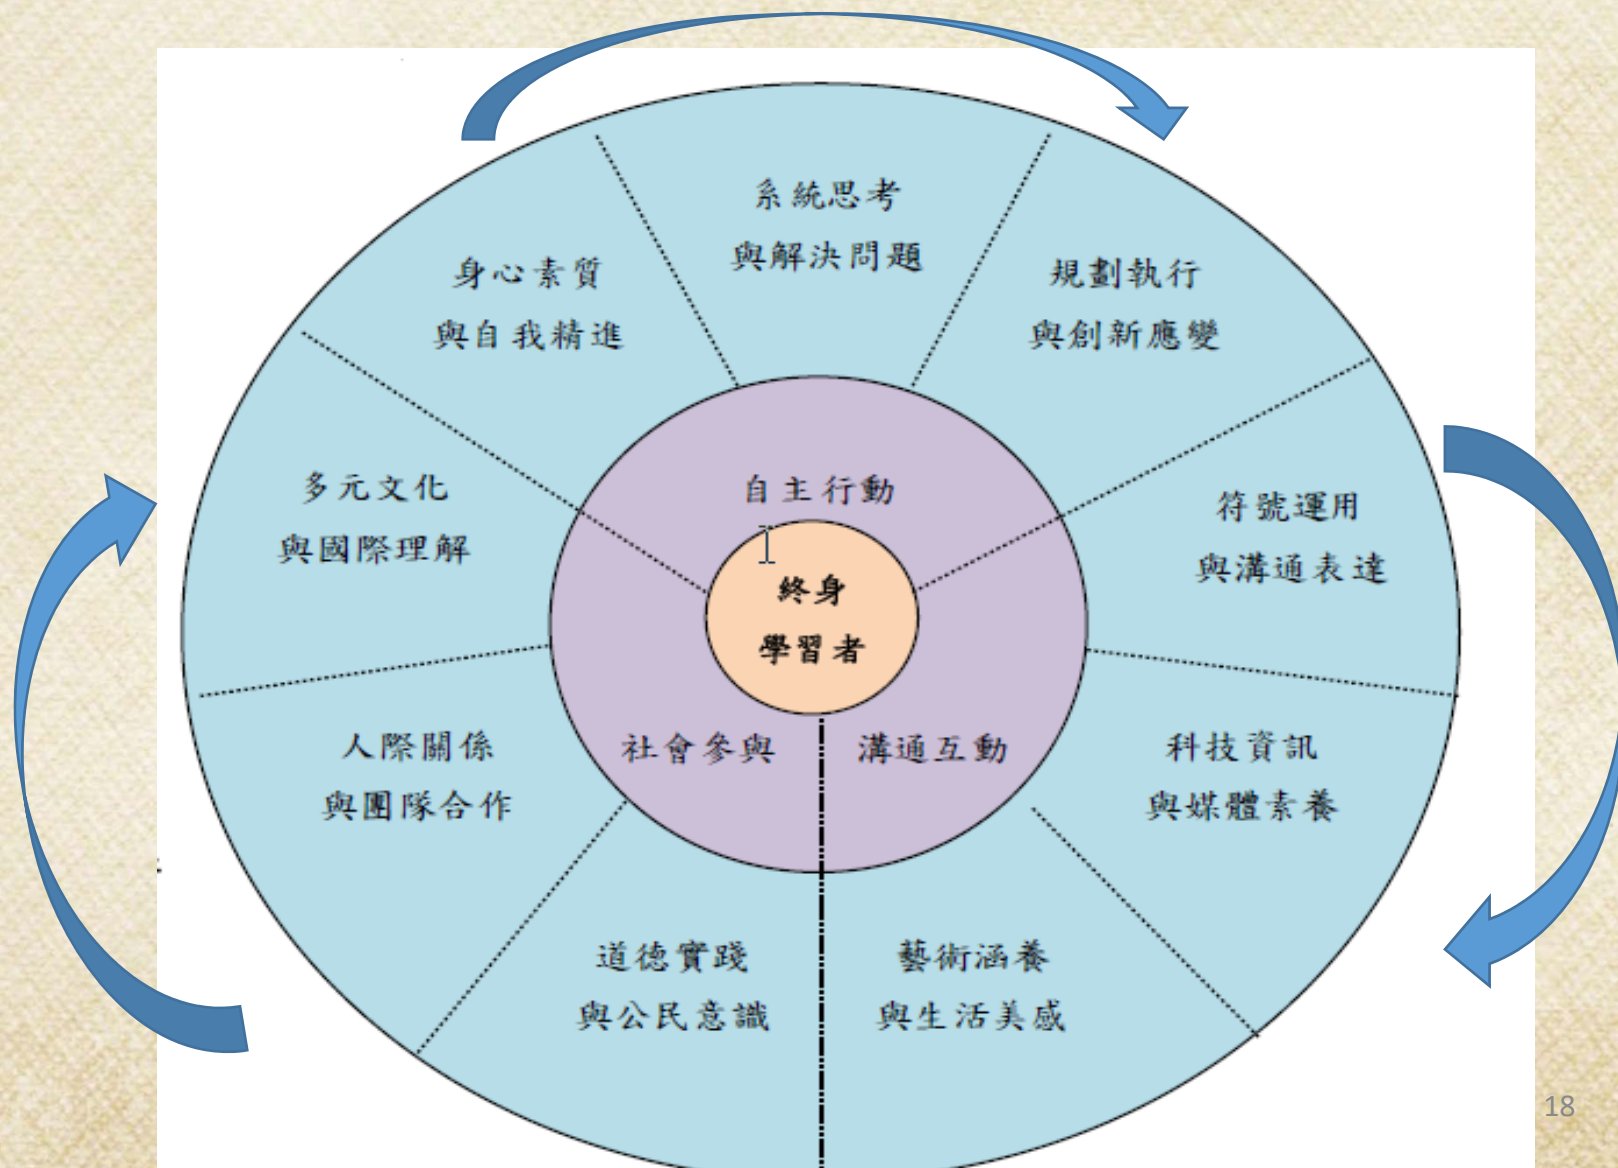 系統思考
與解決問題
身心素質
與自我精進
規劃執行
與創新應變
多元文化
與國際理解
自主行動
符號運用
與溝通表達
終身
學習者
人際關係
與團隊合作
社會參與
溝通互動
科技資訊
與媒體素養
道德實踐
與公民意識
藝術涵養
與生活美感
18